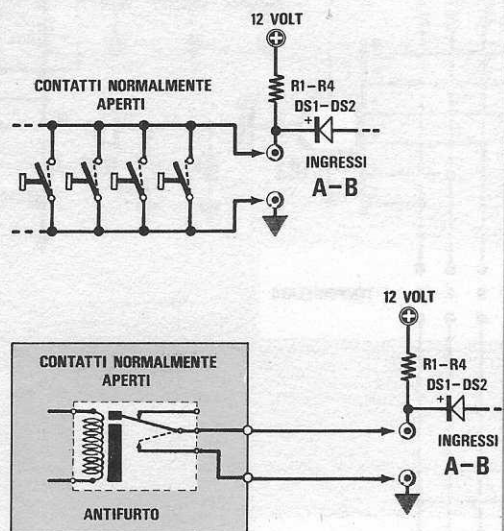 12 VOLT
CONTATTI NORMALMENTE
APERTI
R1-R4
DS1-DS2
+
INGRESSI
A-B
12 VOLT
CONTATTI NORMALMENTE
APERTI
R1-R4
DS1-DS2
+
INGRESSI
A-B
ANTIFURTO